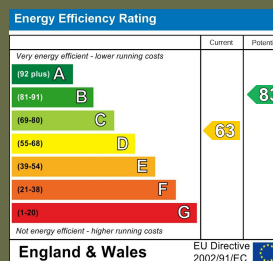 Energy Efficiency Rating
Current
Very energy efficient - lower running costs
(92 plus) A
(81-91) B
83
(69-80) C
(55-68) D
63
(39-54) E
(21-38) F
(1-20) G
Not energy efficient - higher running costs
England & Wales
EU Directive
2002/91/EC